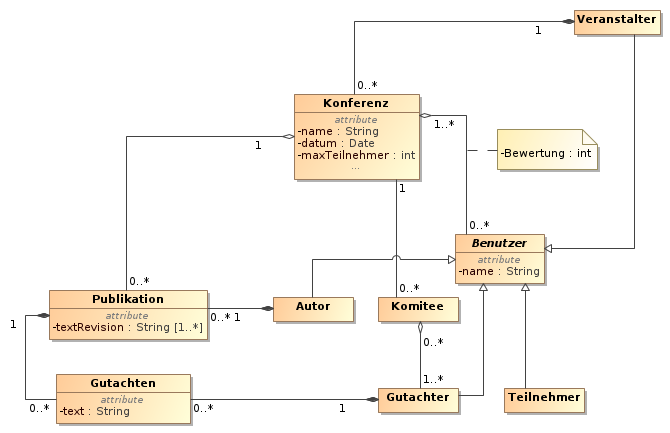 Veranstalter
1
0..*
Konferenz
attribute
-name : String
-datum : Date
-maxTeilnehmer : int
...
1
1..*
1
-Bewertung : int
0..*
Benutzer
attribute
-name : String
0..*
0..*
Publikation
attribute
-textRevision : String [1..*]
0..* 1
Autor
Komitee
1
0..*
1..*
Gutachten
attribute
-text : String
0..*
0..*
1
Gutachter
Teilnehmer